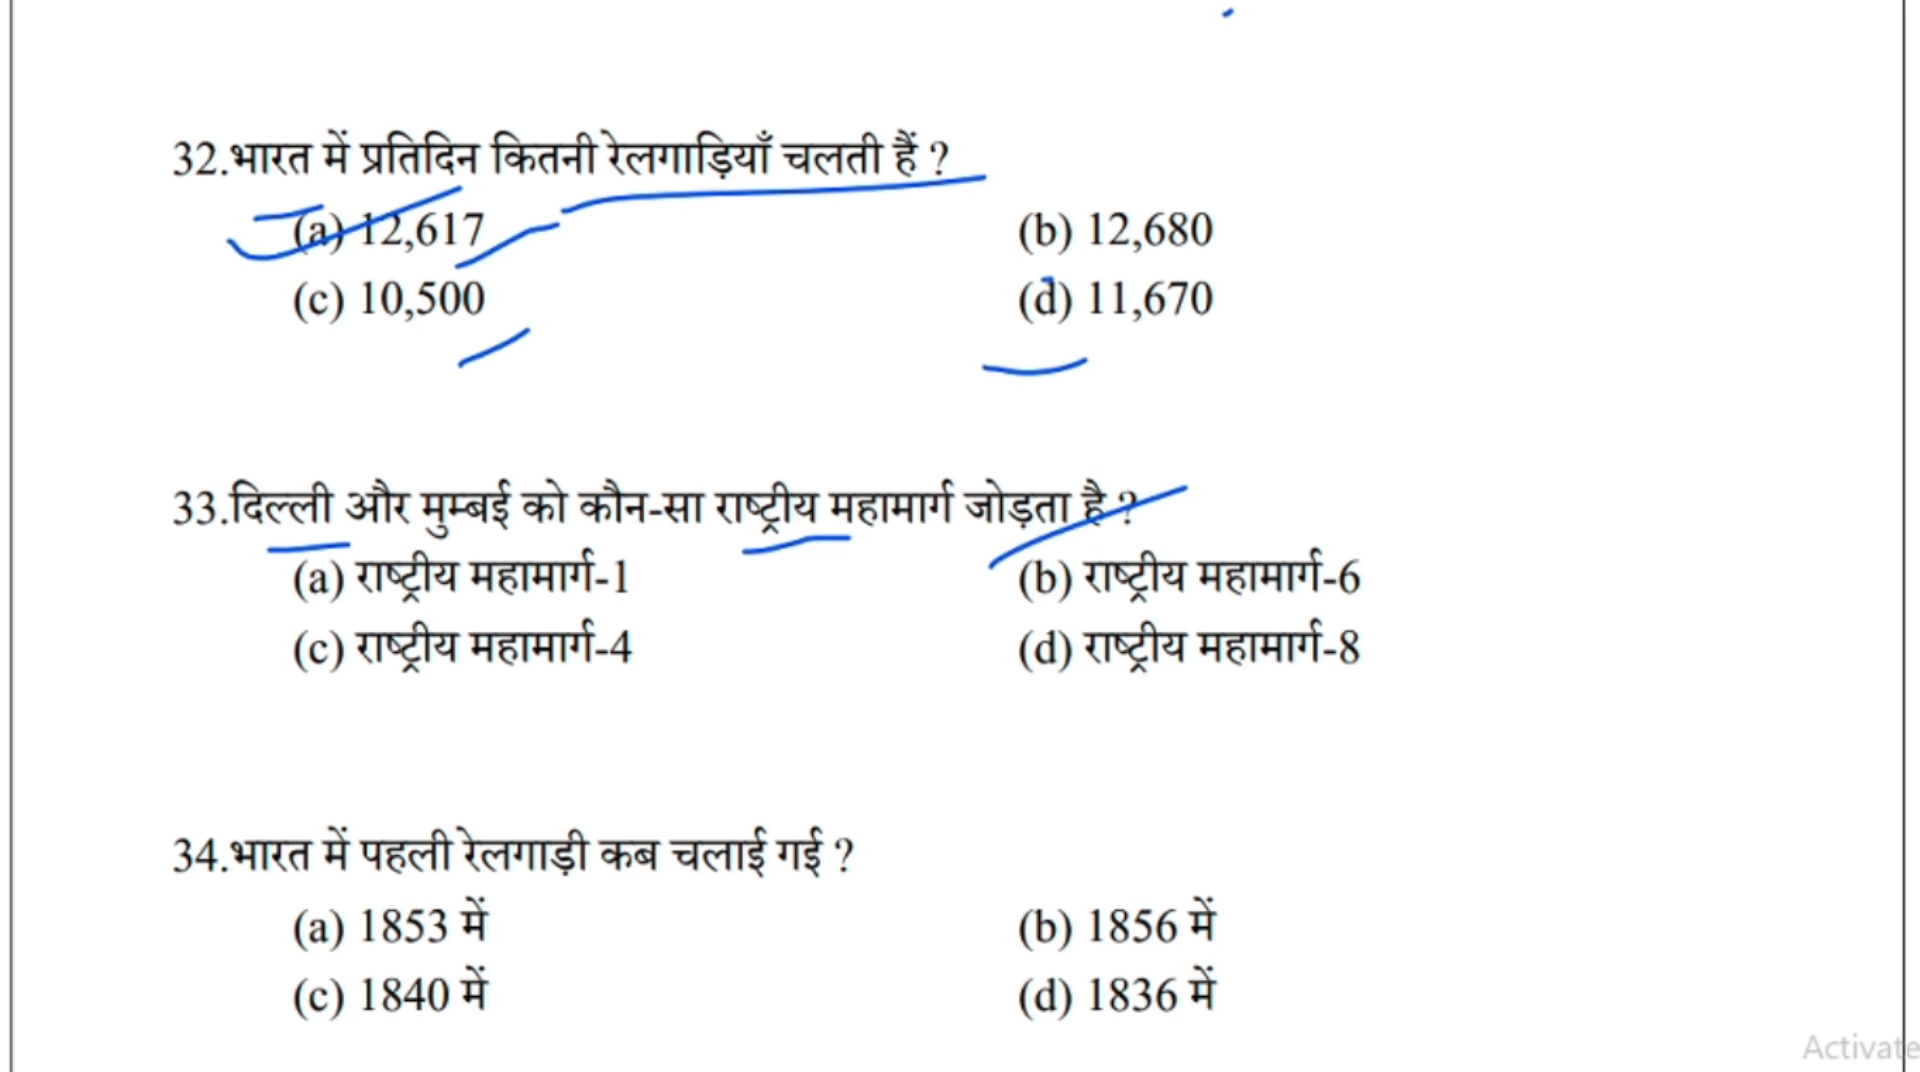 32.भारत में प्रतिदिन कितनी रेलगाड़ियाँ चलती हैं ?
(a) 12,617 (b) 12,680
(c) 10,500 (d) 11,670
33.दिल्ली और मुम्बई को कौन-सा राष्ट्रीय महामार्ग जोड़ता है ?
(a) राष्ट्रीय महामार्ग-1 (b) राष्ट्रीय महामार्ग-6
(c) राष्ट्रीय महामार्ग-4 (d) राष्ट्रीय महामार्ग-8
34.भारत में पहली रेलगाड़ी कब चलाई गई ?
(a) 1853 में (b) 1856 में
(c) 1840 में (d) 1836 में
Activate